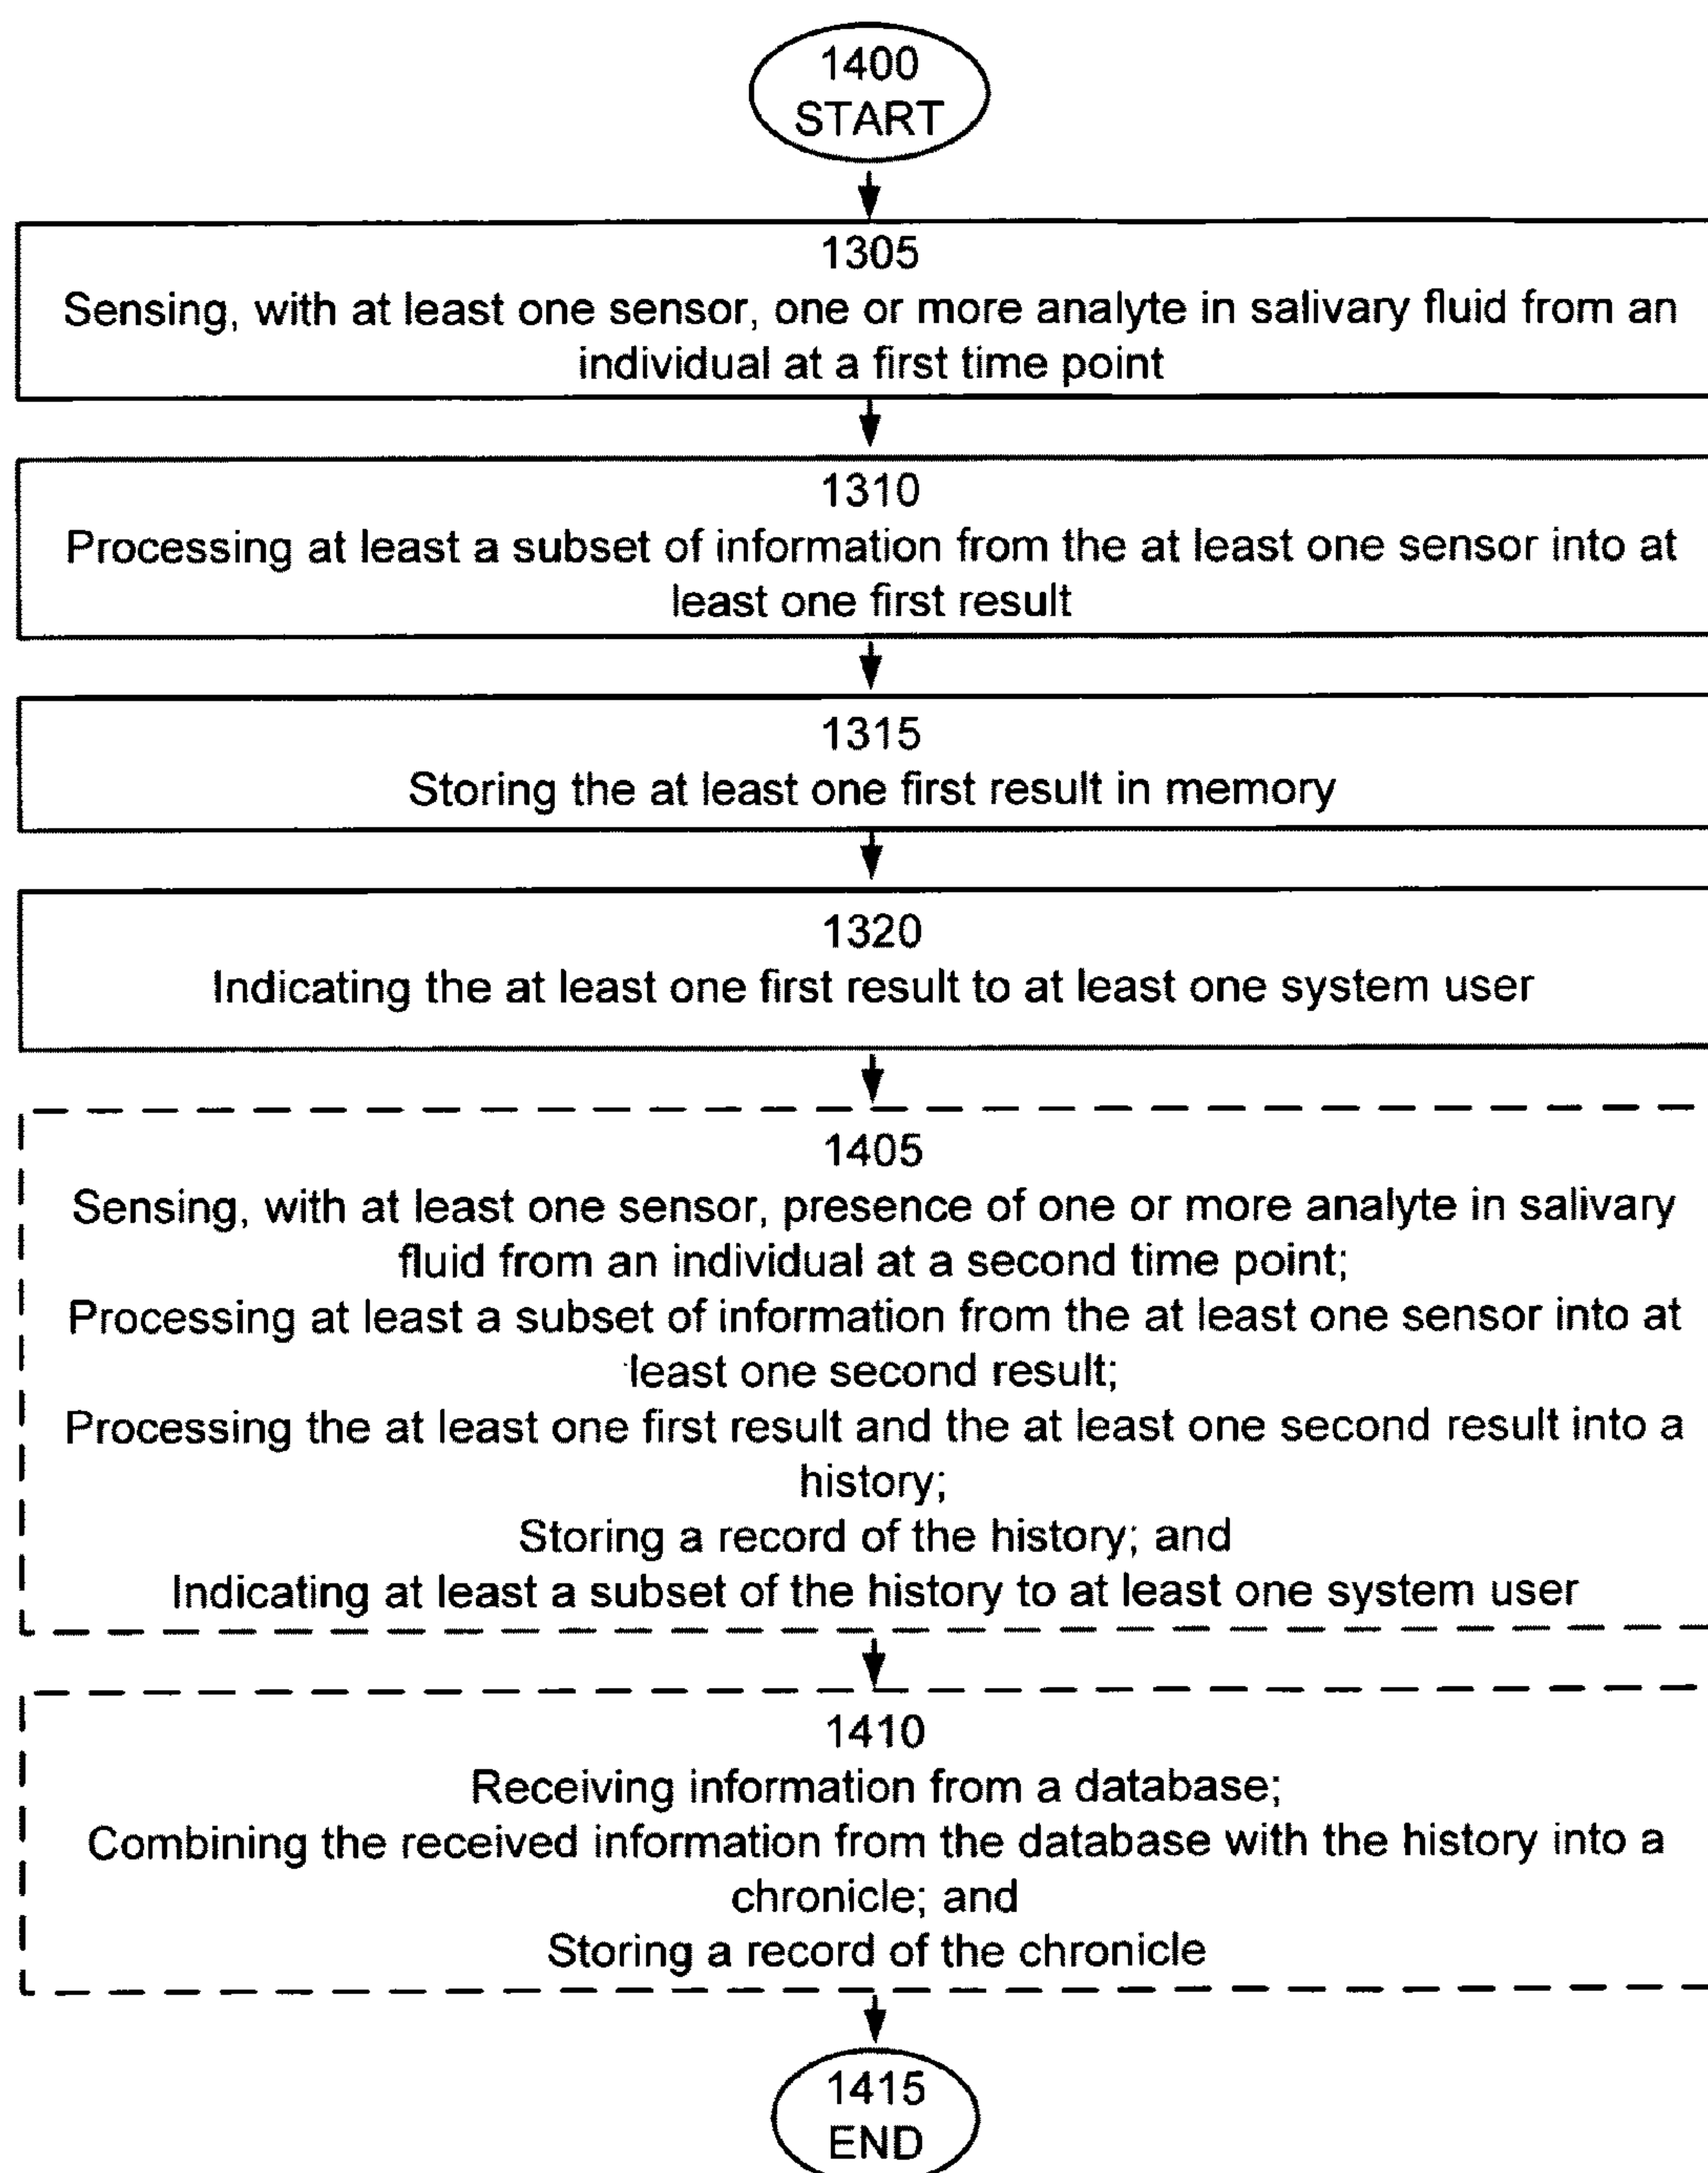 1400
START
1305
Sensing, with at least one sensor, one or more analyte in salivary fluid from an
individual at a first time point
1310
Processing at least a subset of information from the at least one sensor into at
least one first result
1315
Storing the at least one first result in memory
1320
Indicating the at least one first result to at least one system user
1405
Sensing, with at least one sensor, presence of one or more analyte in salivary
fluid from an individual at a second time point;
Processing at least a subset of information from the at least one sensor into at
least one second result;
Processing the at least one first result and the at least one second result into a
history;
Storing a record of the history; and
Indicating at least a subset of the history to at least one system user
1410
Receiving information from a database;
Combining the received information from the database with the history into a
chronicle; and
Storing a record of the chronicle
1415
END